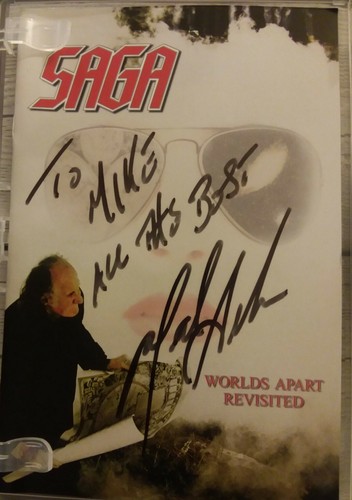 SAGA
TO MIKE
ALL THE BEST
WORLDS APART
REVISITED